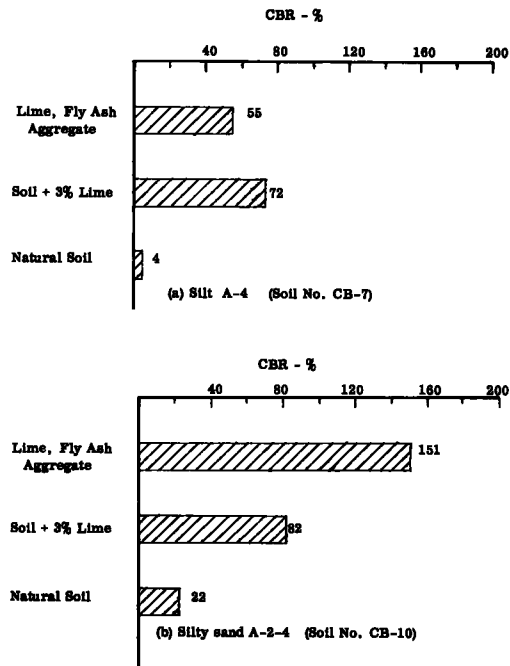 CBR - %
40 80 120 160 200
Lime, Fly Ash
Aggregate
55
Soil + 3% Lime
72
Natural Soil
4
(a) Silt A-4 (Soil No. CB-7)
CBR - %
40 80 120 160 200
Lime, Fly Ash
Aggregate
151
Soil + 3% Lime
82
Natural Soil
22
(b) Silty sand A-2-4 (Soil No. CB-10)